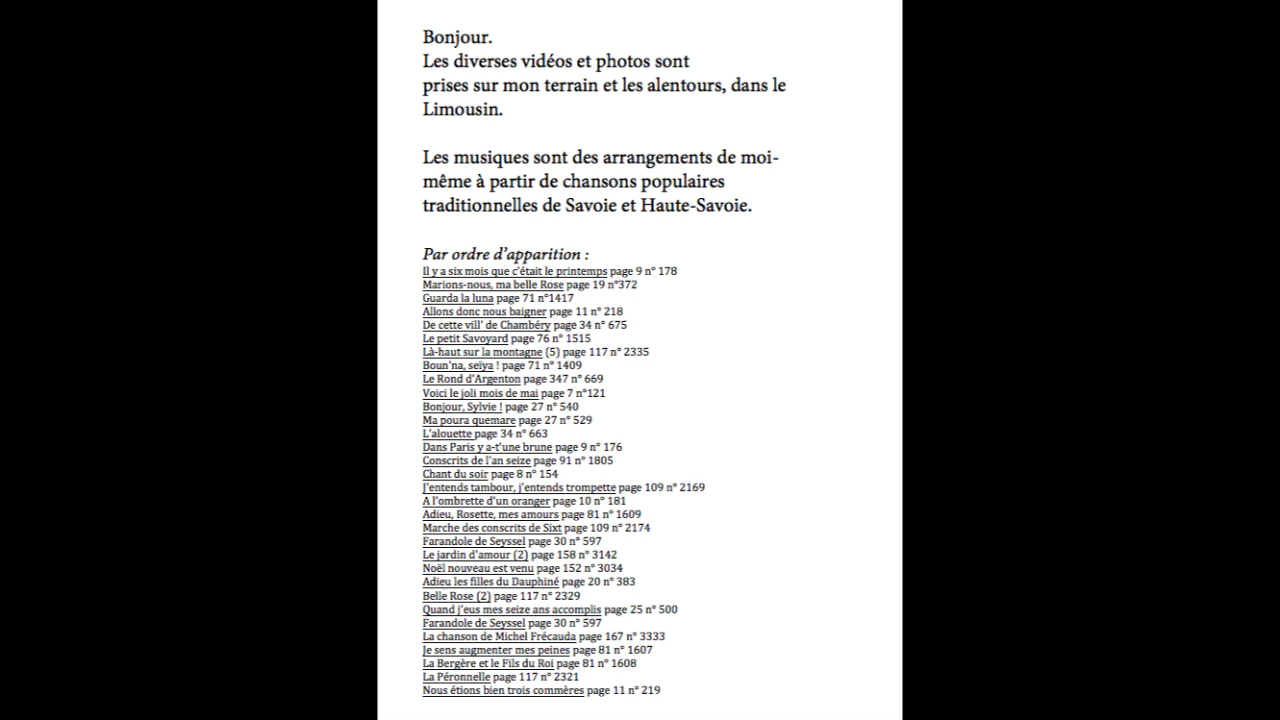 Bonjour.
Les diverses vidéos et photos sont
prises sur mon terrain et les alentours, dans le
Limousin.
Les musiques sont des arrangements de moi-
même à partir de chansons populaires
traditionnelles de Savoie et Haute-Savoie.
Par ordre d'apparition :
Il y a six mois que c'était le printemps page 9 n° 178
Marions-nous, ma belle Rose page 19 n°372
Guarda la luna page 71 n°1417
Allons donc nous baigner page 11 n° 218
De cette vill' de Chambéry page 34 n° 675
Le petit Savoyard page 76 n° 1515
Là-haut sur la montagne (5) page 117 n° 2335
Boun'na, seïya ! page 71 n° 1409
Le Rond d'Argenton page 347 n° 669
Voici le joli mois de mai page 7 n°121
Bonjour, Sylvie ! page 27 n° 540
Ma poura quemare page 27 n° 529
L'alouette page 34 n° 663
Dans Paris y a-t'une brune page 9 n° 176
Conscrits de l'an seize page 91 n° 1805
Chant du soir page 8 n° 154
J'entends tambour, j'entends trompette page 109 n° 2169
A l'ombrette d'un oranger page 10 n° 181
Adieu, Rosette, mes amours page 81 n° 1609
Marche des conscrits de Sixt page 109 n° 2174
Farandole de Seyssel page 30 n° 597
Le jardin d'amour (2) page 158 n° 3142
Noël nouveau est venu page 152 n° 3034
Adieu les filles du Dauphiné page 20 n° 383
Belle Rose (2) page 117 n° 2329
Quand j'eus mes seize ans accomplis page 25 n° 500
Farandole de Seyssel page 30 n° 597
La chanson de Michel Frécauda page 167 n° 3333
Je sens augmenter mes peines page 81 n° 1607
La Bergère et le Fils du Roi page 81 n° 1608
La Péronnelle page 117 n° 2321
Nous étions bien trois commères page 11 n° 219